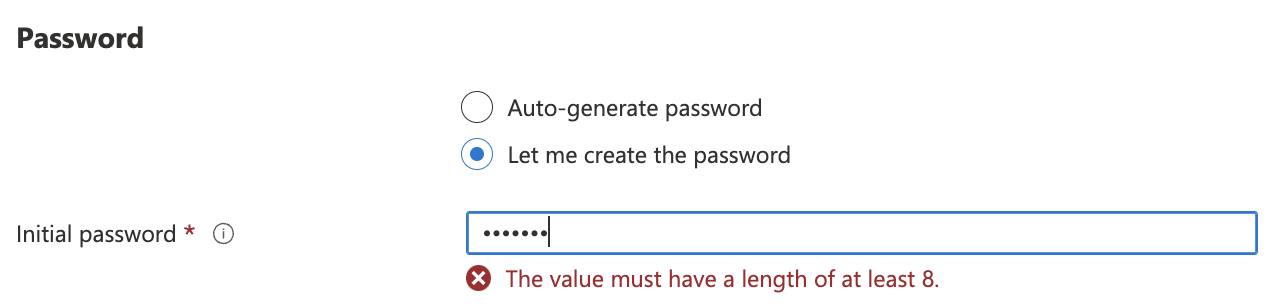 Password
Auto-generate password
Let me create the password
Initial password *
•••••••
The value must have a length of at least 8.